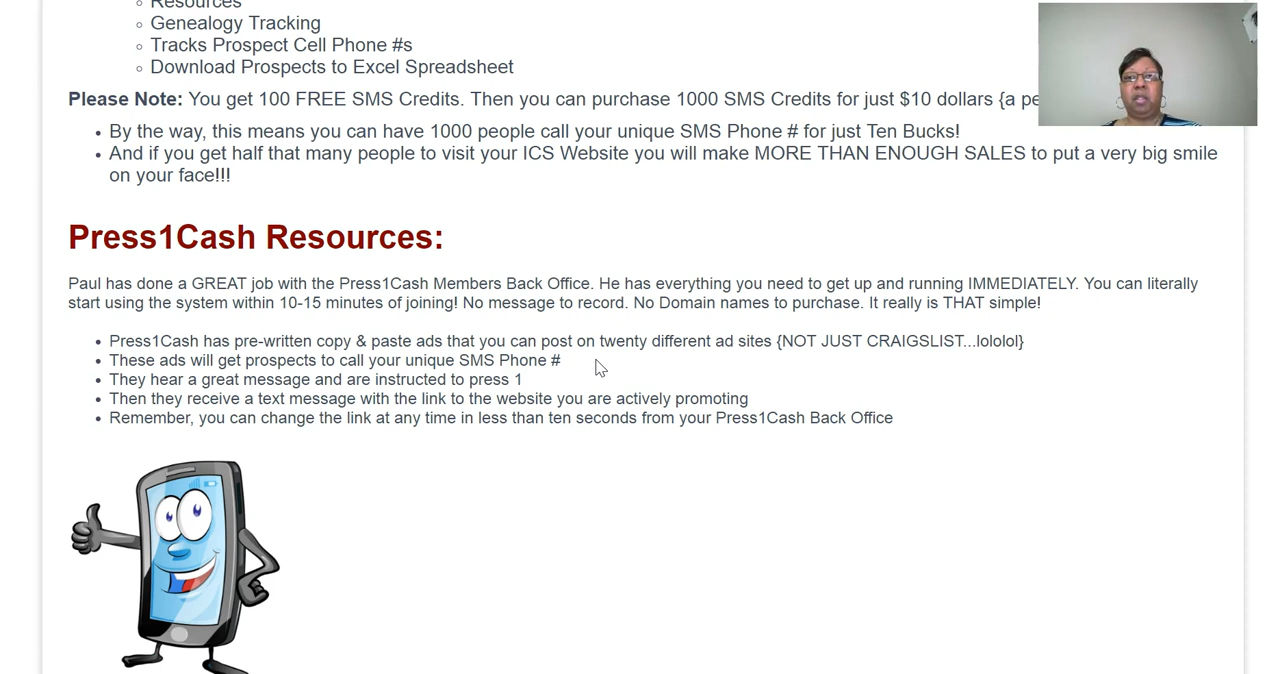 Resources
Genealogy Tracking
Tracks Prospect Cell Phone #s
Download Prospects to Excel Spreadsheet
Please Note: You get 100 FREE SMS Credits. Then you can purchase 1000 SMS Credits for just $10 dollars {a
By the way, this means you can have 1000 people call your unique SMS Phone # for just Ten Bucks!
And if you get half that many people to visit your ICS Website you will make MORE THAN ENOUGH SALES to put a very big smile
on your face!!!
Press1Cash Resources:
Paul has done a GREAT job with the Press1Cash Members Back Office. He has everything you need to get up and running IMMEDIATELY. You can literally
start using the system within 10-15 minutes of joining! No message to record. No Domain names to purchase. It really is THAT simple!
Press1Cash has pre-written copy & paste ads that you can post on twenty different ad sites {NOT JUST CRAIGSLIST...lololol}
These ads will get prospects to call your unique SMS Phone #
They hear a great message and are instructed to press 1
Then they receive a text message with the link to the website you are actively promoting
Remember, you can change the link at any time in less than ten seconds from your Press1Cash Back Office